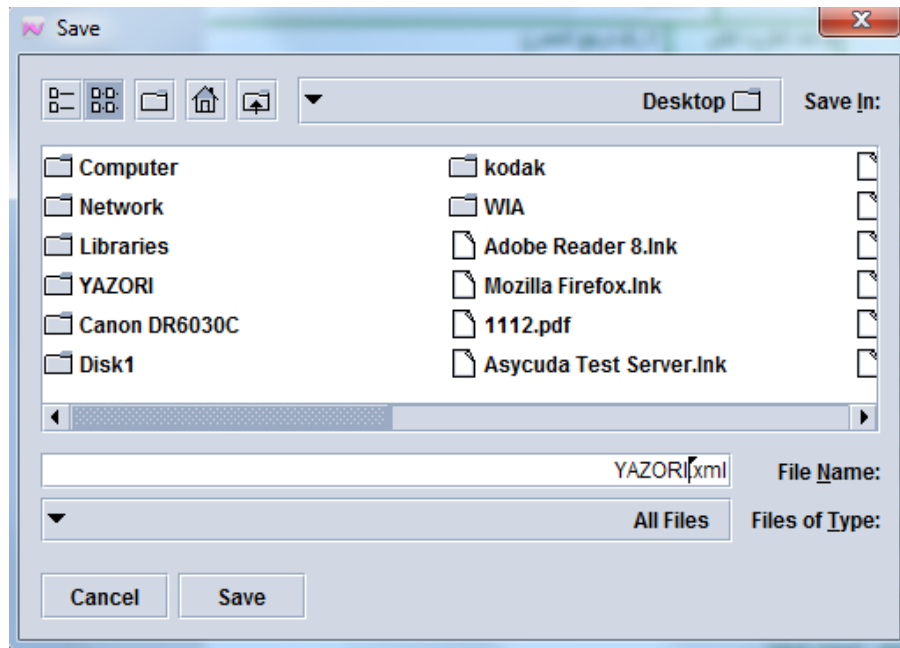 Save
Desktop Save In:
Computer
Network
Libraries
YAZORI
Canon DR6030C
Disk1
kodak
WIA
Adobe Reader 8.lnk
Mozilla Firefox.lnk
1112.pdf
Asycuda Test Server.lnk
YAZORI.xml File Name:
All Files Files of Type:
Cancel Save